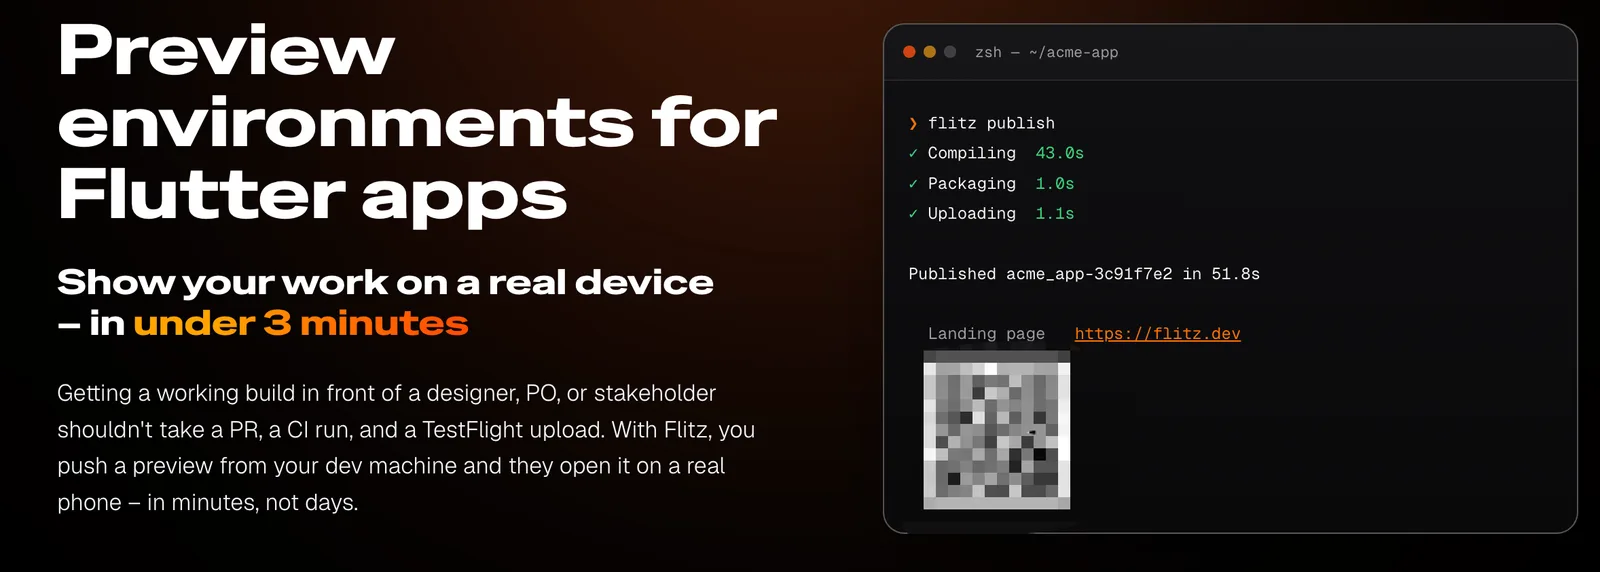 Preview
environments for
Flutter apps
Show your work on a real device
– in under 3 minutes
Getting a working build in front of a designer, PO, or stakeholder
shouldn't take a PR, a CI run, and a TestFlight upload. With Flitz, you
push a preview from your dev machine and they open it on a real
phone – in minutes, not days.
zsh — ~/acme-app
❯ flitz publish
✓ Compiling 43.0s
✓ Packaging 1.0s
✓ Uploading 1.1s
Published acme_app-3c91f7e2 in 51.8s
Landing page https://flitz.dev